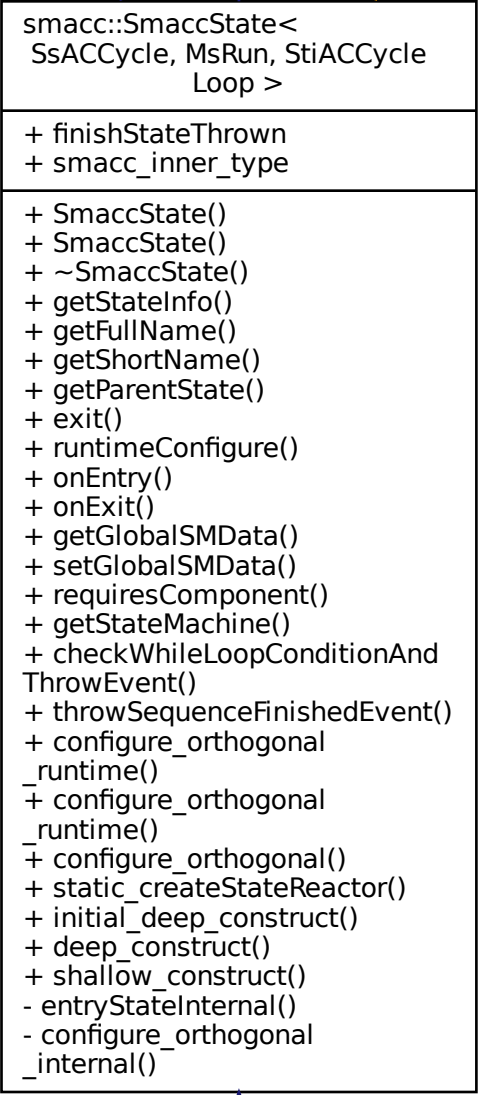 smacc::SmaccState<
SsACCycle, MsRun, StiACCycle
Loop >
+ finishStateThrown
+ smacc_inner_type
+ SmaccState()
+ SmaccState()
+ ~SmaccState()
+ getStateInfo()
+ getFullName()
+ getShortName()
+ getParentState()
+ exit()
+ runtimeConfigure()
+ onEntry()
+ onExit()
+ getGlobalSMData()
+ setGlobalSMData()
+ requiresComponent()
+ getStateMachine()
+ checkWhileLoopConditionAnd
ThrowEvent()
+ throwSequenceFinishedEvent()
+ configure_orthogonal
_runtime()
+ configure_orthogonal
_runtime()
+ configure_orthogonal()
+ static_createStateReactor()
+ initial_deep_construct()
+ deep_construct()
+ shallow_construct()
- entryStateInternal()
- configure_orthogonal
_internal()